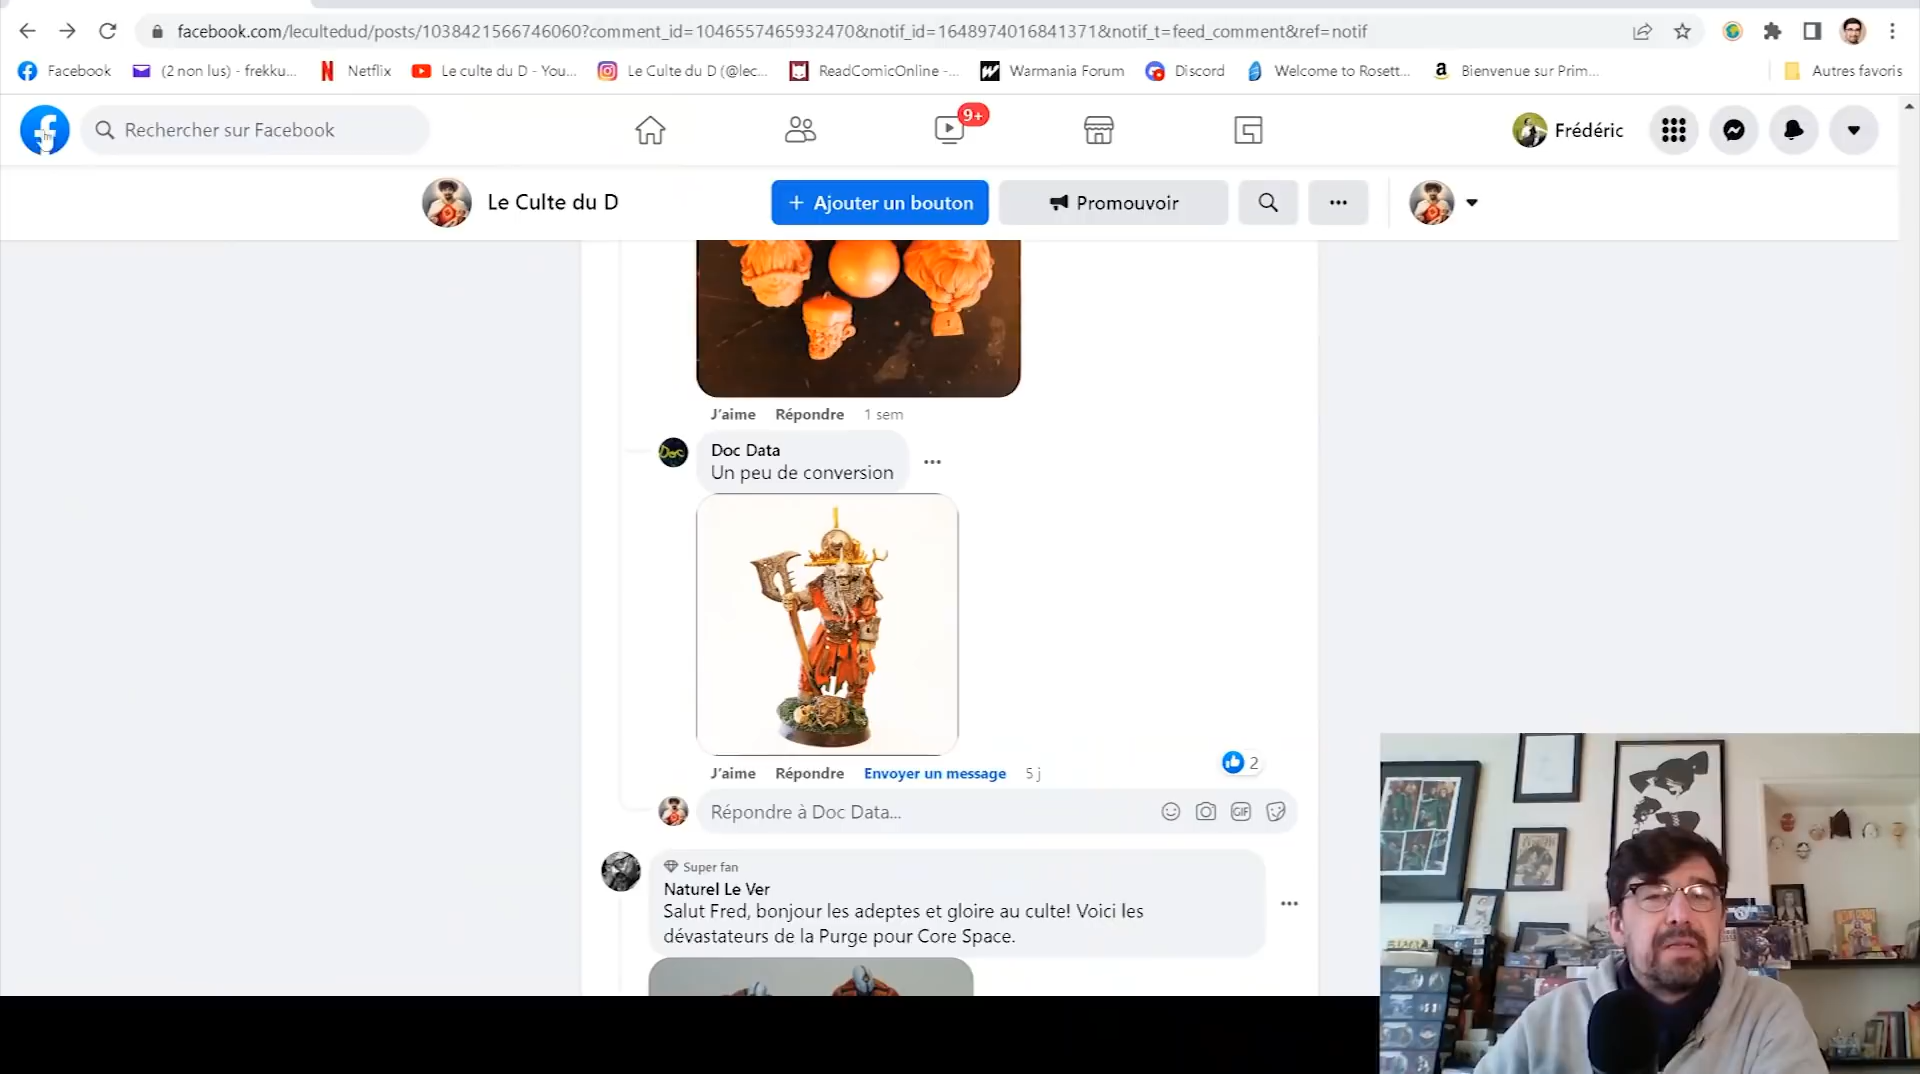 facebook.com/lecultedud/posts/1038421566746060?comment_id=1046557465932470&notif_id=1648974016841371&notif_t=feed_comment&ref=notif
Facebook
(2 non lus) - frekku...
Netflix
Le culte du D - You...
Le Culte du D (@lec...
ReadComicOnline -...
Warmania Forum
Discord
Welcome to Rosett...
Bienvenue sur Prim...
Autres favoris
Rechercher sur Facebook
9+
Frédéric
Le Culte du D
+ Ajouter un bouton
Promouvoir
J'aime Répondre 1 sem
Doc
Doc Data
Un peu de conversion
J'aime Répondre Envoyer un message 5 j
2
Répondre à Doc Data...
GIF
Super fan
Naturel Le Ver
Salut Fred, bonjour les adeptes et gloire au culte! Voici les
dévastateurs de la Purge pour Core Space.